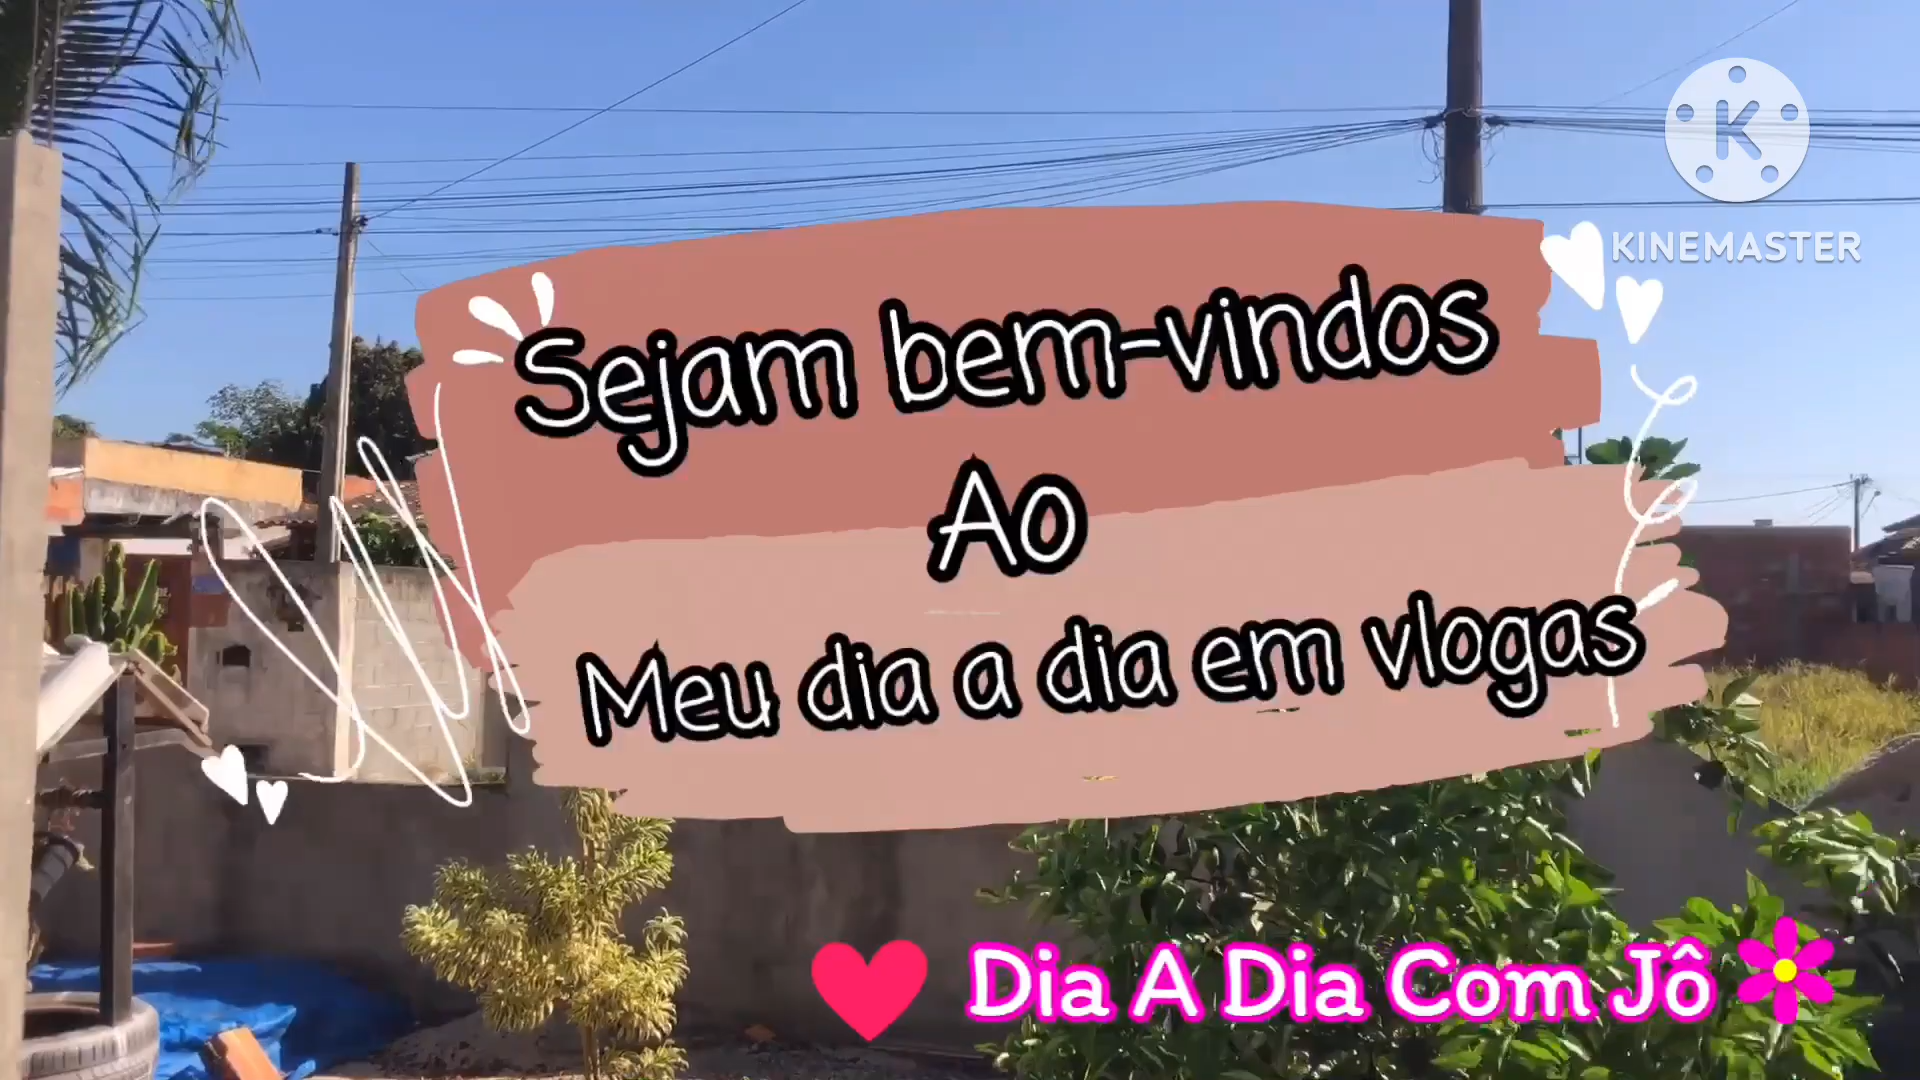 K
KINEMASTER
Sejam bem-vindos
Ao
Meu dia a dia em vlogas
Dia A Dia Com Jô